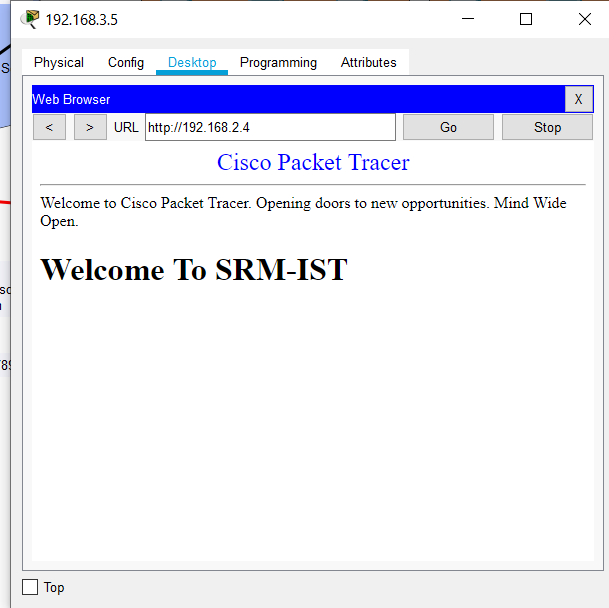 192.168.3.5
Physical Config Desktop Programming Attributes
Web Browser X
< > URL http://192.168.2.4 Go Stop
Cisco Packet Tracer
Welcome to Cisco Packet Tracer. Opening doors to new opportunities. Mind Wide
Open.
Welcome To SRM-IST
Top